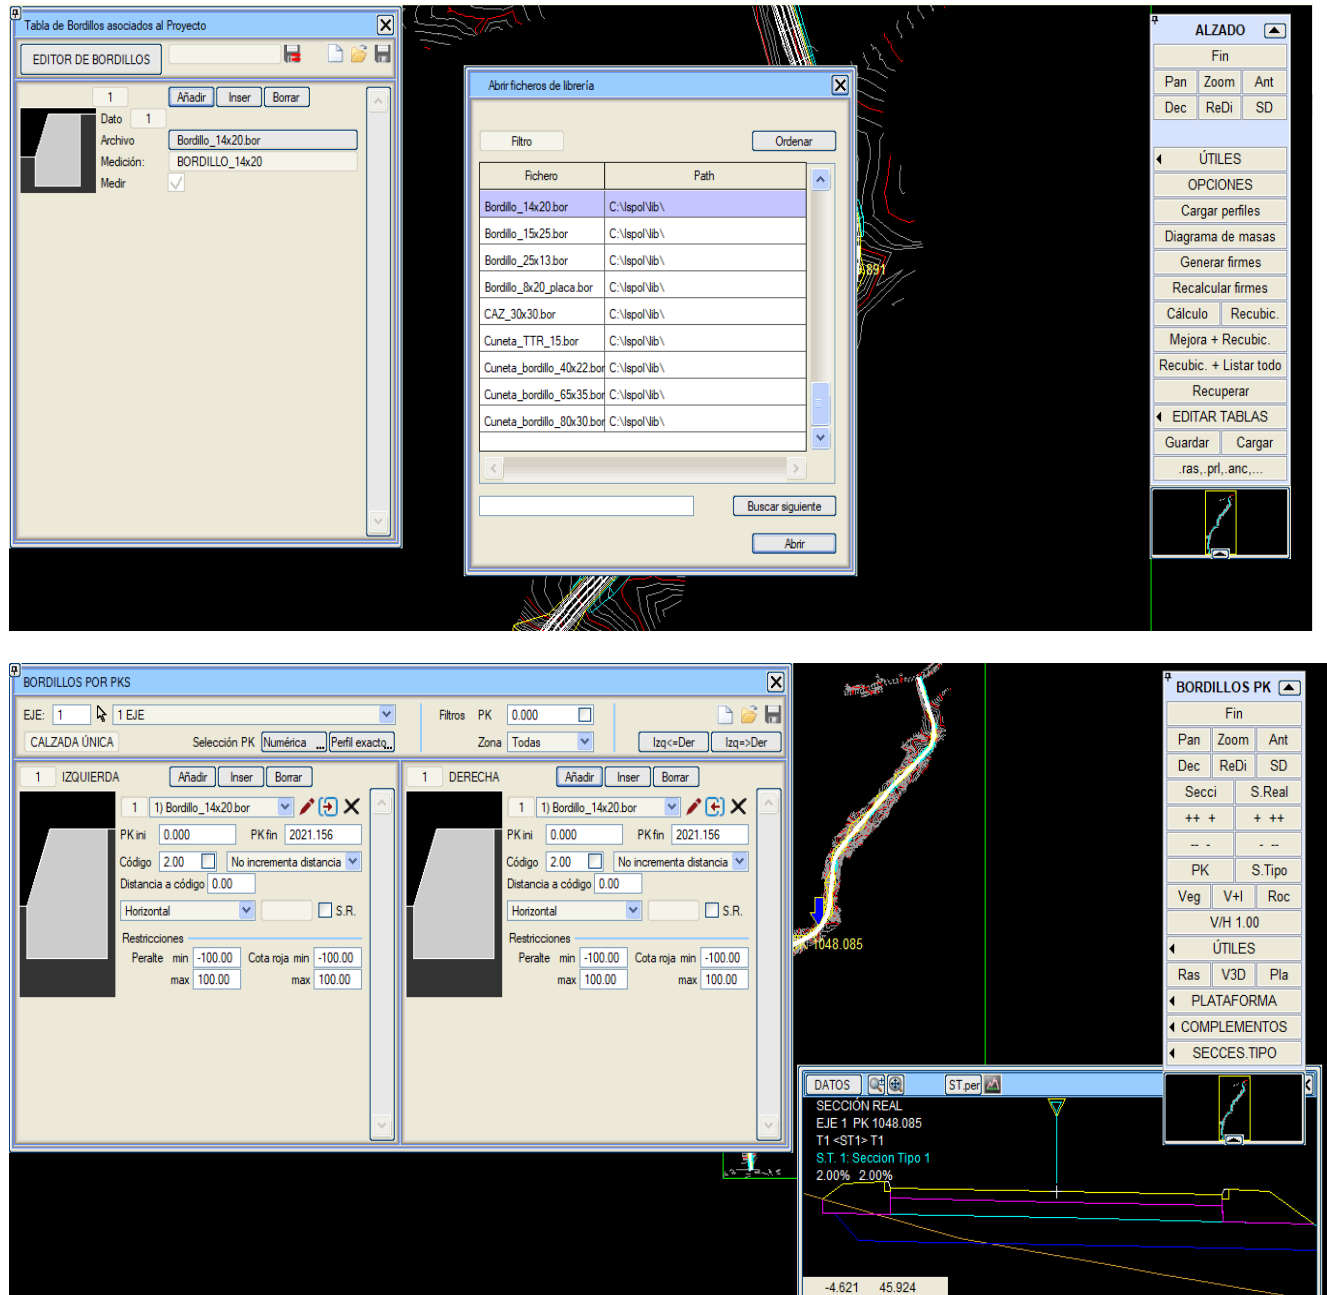 Tabla de Bordillos asociados al Proyecto
EDITOR DE BORDILLOS
1 Añadir Inser Borrar
Dato 1
Archivo Bordillo_14x20.bor
Medición: BORDILLO_14x20
Medir
Abrir ficheros de librería
Filtro Ordenar
Fichero Path
Bordillo_14x20.bor C:\Ispol\lib\
Bordillo_15x25.bor C:\Ispol\lib\
Bordillo_25x13.bor C:\Ispol\lib\
Bordillo_8x20_placa.bor C:\Ispol\lib\
CAZ_30x30.bor C:\Ispol\lib\
Cuneta_TTR_15.bor C:\Ispol\lib\
Cuneta_bordillo_40x22.bor C:\Ispol\lib\
Cuneta_bordillo_65x35.bor C:\Ispol\lib\
Cuneta_bordillo_80x30.bor C:\Ispol\lib\
Buscar siguiente
Abrir
.891
ALZADO
Fin
Pan Zoom Ant
Dec ReDi SD
ÚTILES
OPCIONES
Cargar perfiles
Diagrama de masas
Generar firmes
Recalcular firmes
Cálculo Recubic.
Mejora + Recubic.
Recubic. + Listar todo
Recuperar
EDITAR TABLAS
Guardar Cargar
.ras,.prl,.anc,...
BORDILLOS POR PKS
EJE: 1 1 EJE Filtros PK 0.000
CALZADA ÚNICA Selección PK Numérica ... Perfil exacto... Zona Todas Izq<=Der Izq=>Der
1 IZQUIERDA Añadir Inser Borrar
1 1) Bordillo_14x20.bor
PK ini 0.000 PK fin 2021.156
Código 2.00 No incrementa distancia
Distancia a código 0.00
Horizontal S.R.
Restricciones
Peralte min -100.00 Cota roja min -100.00
max 100.00 max 100.00
1 DERECHA Añadir Inser Borrar
1 1) Bordillo_14x20.bor
PK ini 0.000 PK fin 2021.156
Código 2.00 No incrementa distancia
Distancia a código 0.00
Horizontal S.R.
Restricciones
Peralte min -100.00 Cota roja min -100.00
max 100.00 max 100.00
1048.085
BORDILLOS PK
Fin
Pan Zoom Ant
Dec ReDi SD
Secci S.Real
++ + + ++
-- - - --
PK S.Tipo
Veg V+I Roc
V/H 1.00
ÚTILES
Ras V3D Pla
PLATAFORMA
COMPLEMENTOS
SECCES.TIPO
DATOS ST.per
SECCIÓN REAL
EJE 1 PK 1048.085
T1 <ST1> T1
S.T. 1: Seccion Tipo 1
2.00% 2.00%
-4.621 45.924